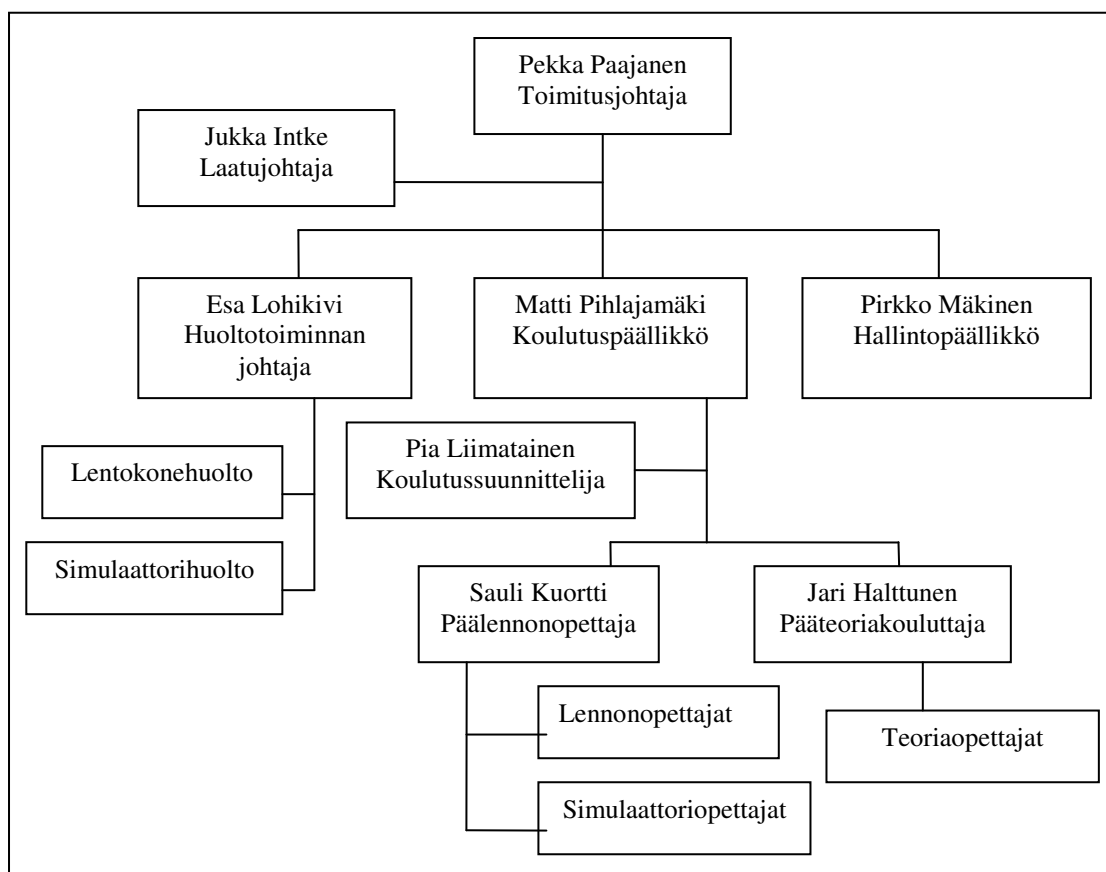 Pekka Paajanen
Toimitusjohtaja
Jukka Intke
Laatujohtaja
Esa Lohikivi
Huoltotoiminnan
johtaja
Matti Pihlajamäki
Koulutuspäällikkö
Pirkko Mäkinen
Hallintopäällikkö
Pia Liimatainen
Koulutussuunnittelija
Lentokonehuolto
Simulaattorihuolto
Sauli Kuortti
Päälennonopettaja
Jari Halttunen
Pääteoriakouluttaja
Lennonopettajat
Teoriaopettajat
Simulaattoriopettajat